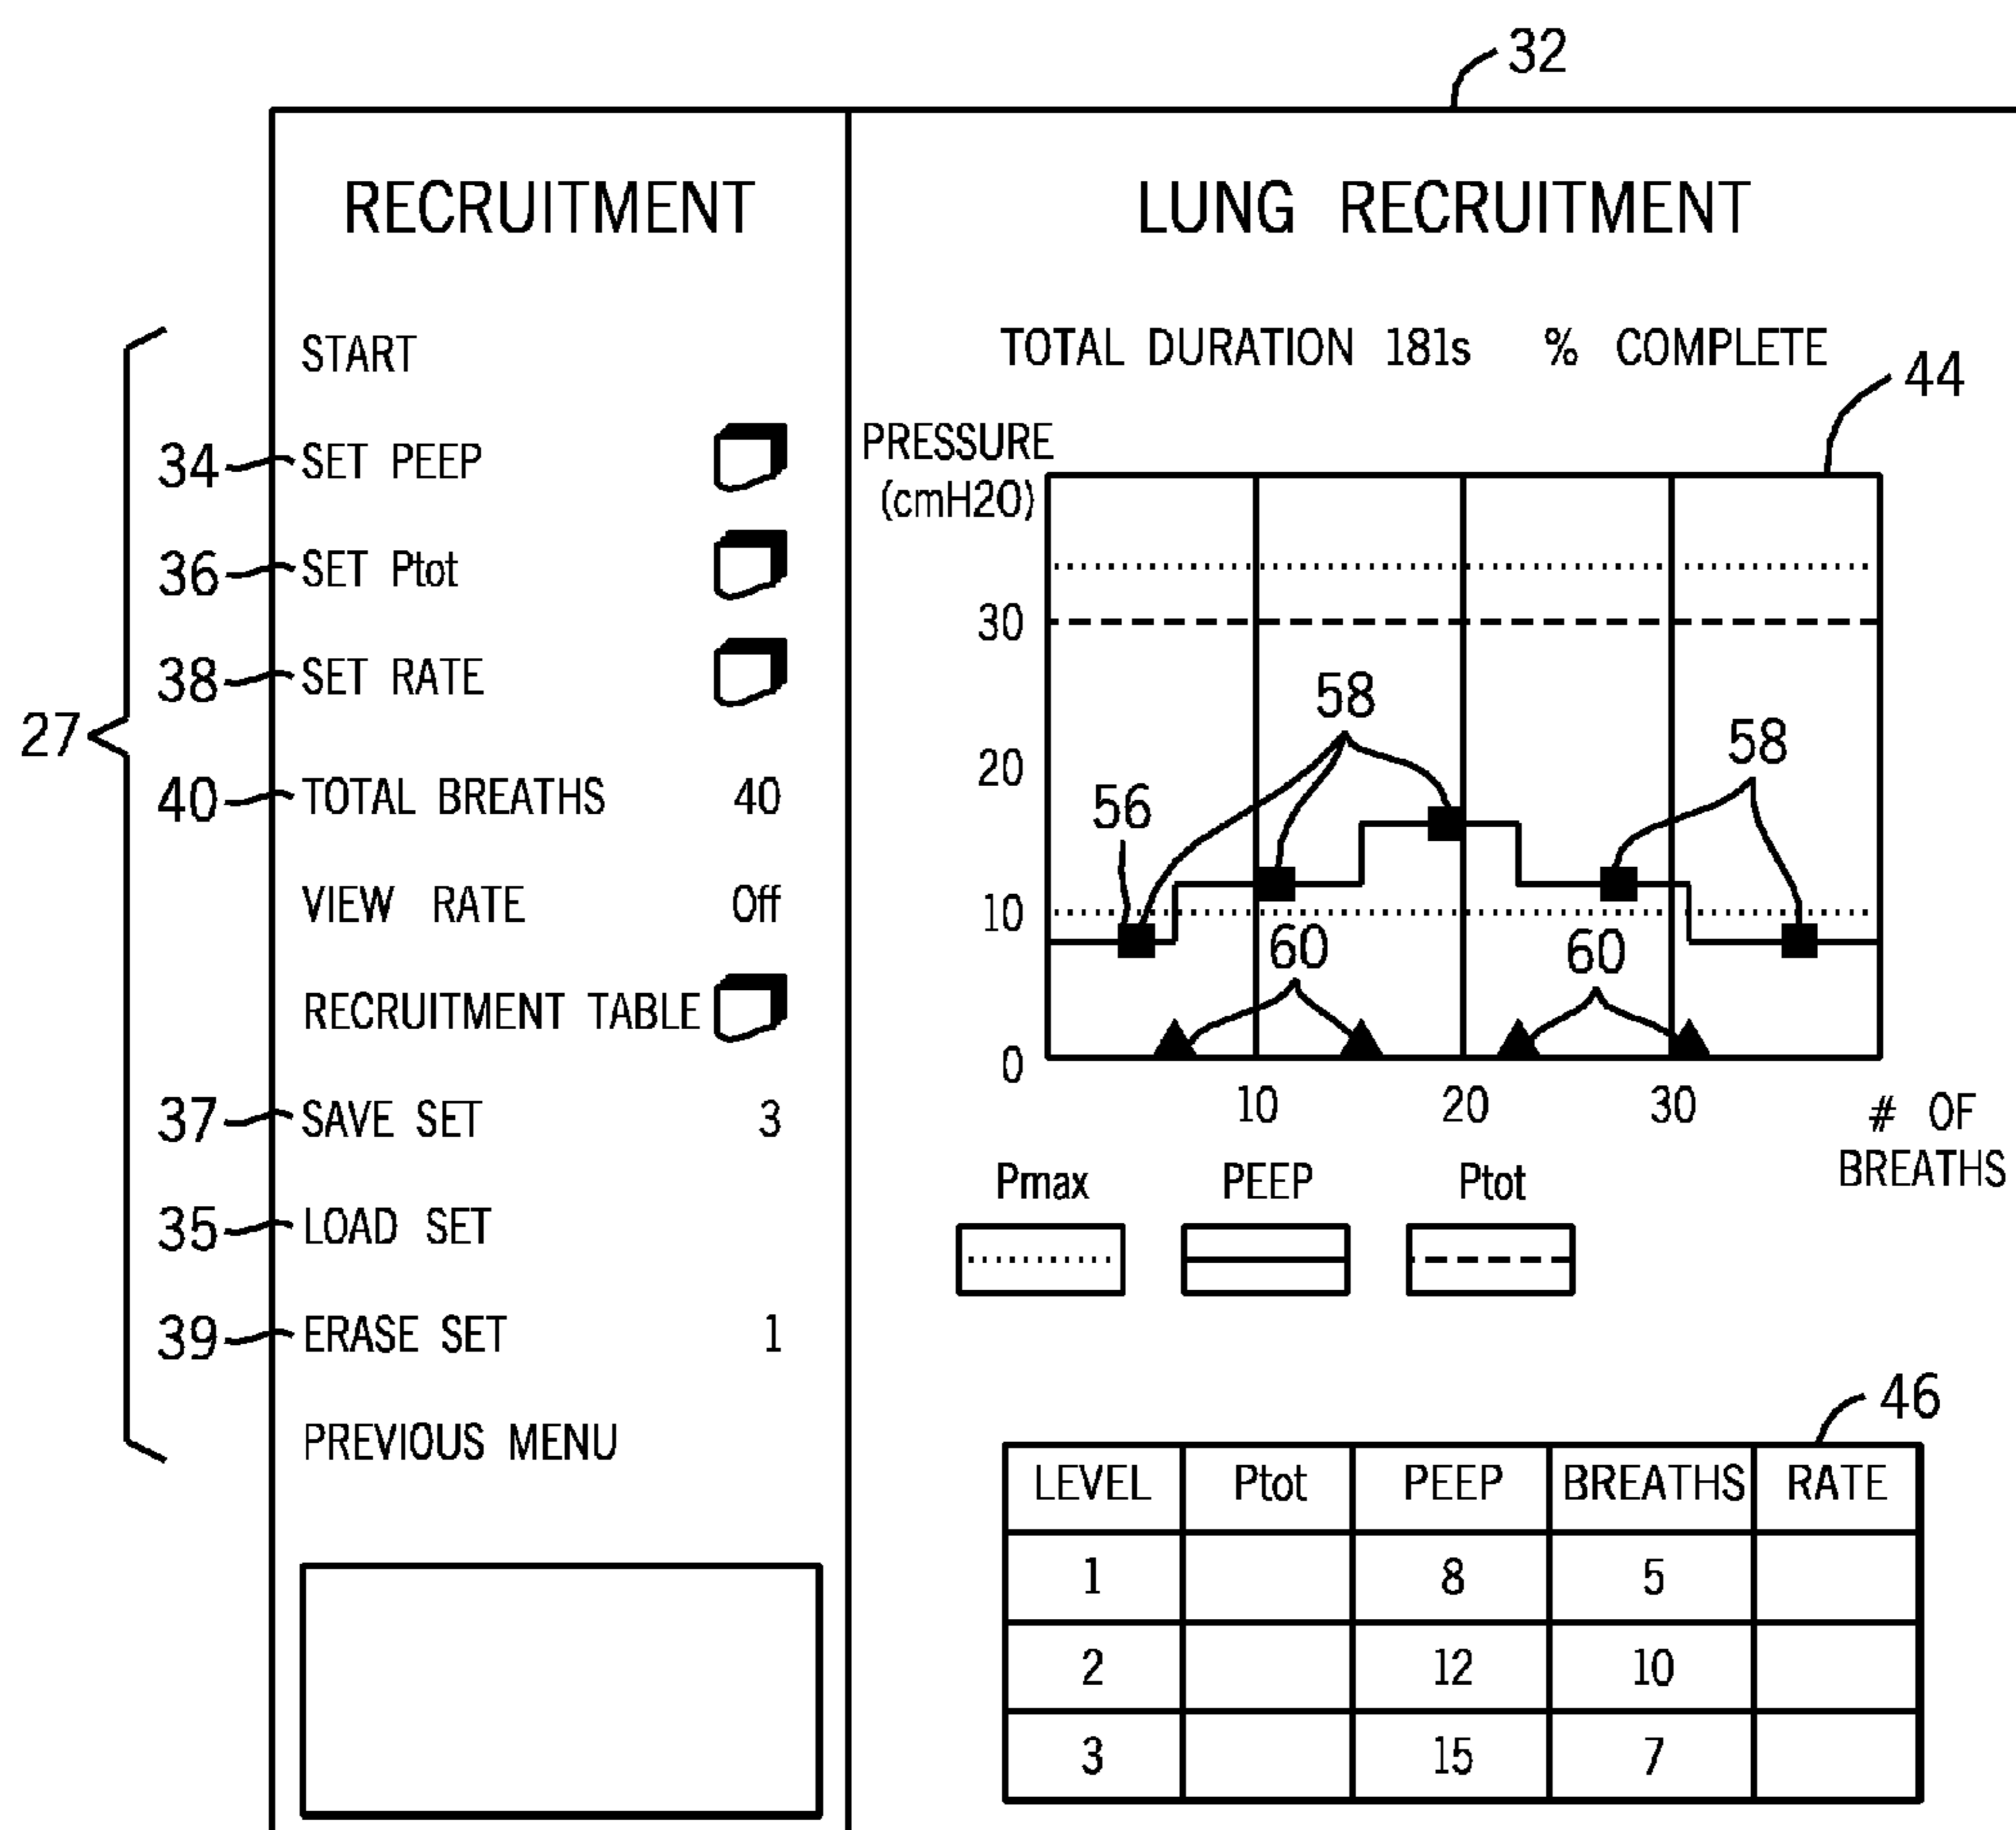 32
RECRUITMENT
LUNG RECRUITMENT
27
START
34 SET PEEP
36 SET Ptot
38 SET RATE
40 TOTAL BREATHS 40
VIEW RATE Off
RECRUITMENT TABLE
37 SAVE SET 3
35 LOAD SET
39 ERASE SET 1
PREVIOUS MENU
TOTAL DURATION 181s % COMPLETE
44
PRESSURE
(cmH20)
30
20
10
0
58
58
56
60
60
10 20 30
# OF
BREATHS
Pmax PEEP Ptot
46
LEVEL Ptot PEEP BREATHS RATE
1 8 5
2 12 10
3 15 7